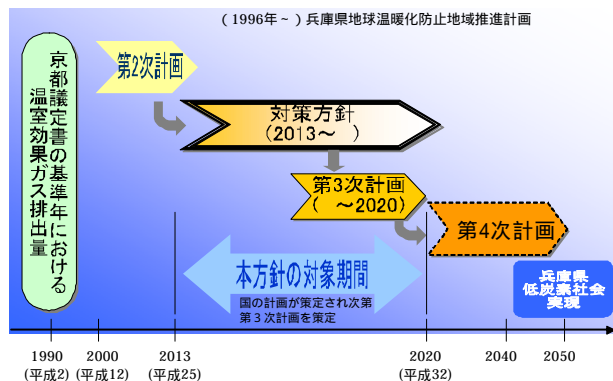 (1996年~)兵庫県地球温暖化防止地域推進計画
京都議定書の基準年における
温室効果ガス排出量
第2次計画
対策方針
(2013~　)
第3次計画
(　~2020)
第4次計画
本方針の対象期間
国の計画が策定され次第
第3次計画を策定
兵庫県
低炭素社会
実現
1990 2000 2013 2020 2040 2050
(平成2) (平成12) (平成25) (平成32)